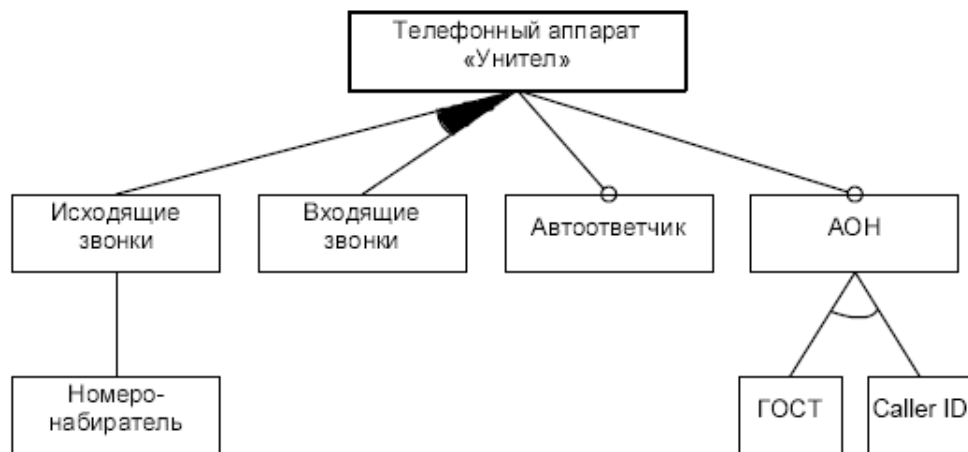 Телефонный аппарат
«Унител»
Исходящие
звонки
Входящие
звонки
Автоответчик
АОН
Номеро-
набиратель
ГОСТ
Caller ID